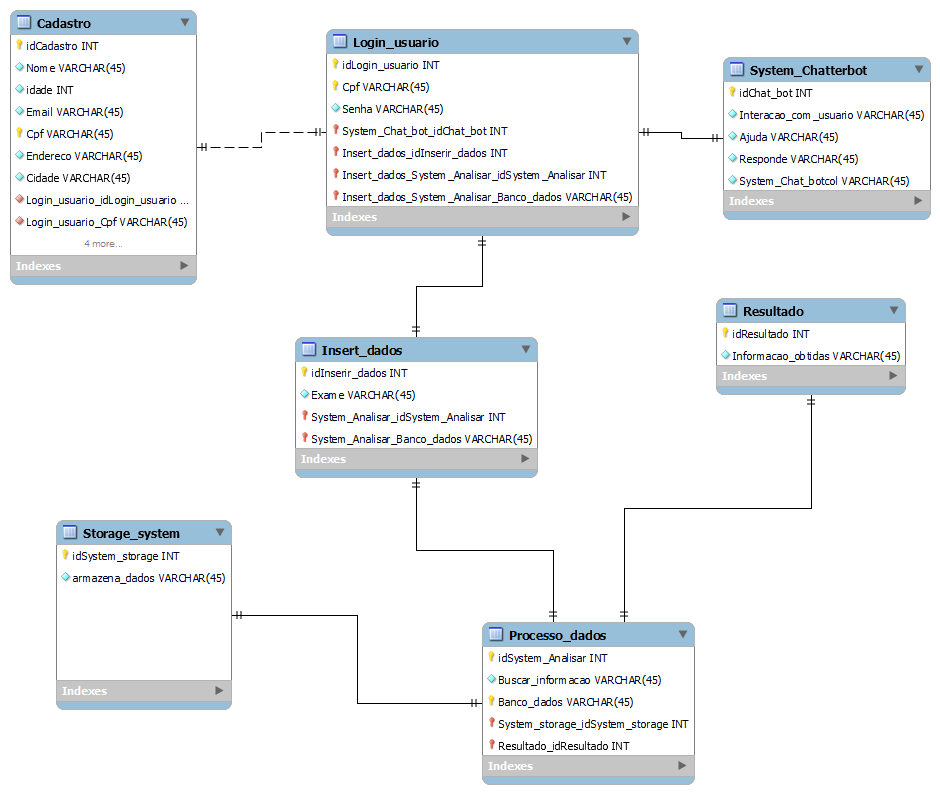 Cadastro
idCadastro INT
Nome VARCHAR(45)
idade INT
Email VARCHAR(45)
Cpf VARCHAR(45)
Endereco VARCHAR(45)
Cidade VARCHAR(45)
Login_usuario_idLogin_usuario ...
Login_usuario_Cpf VARCHAR(45)
4 more...
Indexes
Login_usuario
idLogin_usuario INT
Cpf VARCHAR(45)
Senha VARCHAR(45)
System_Chat_bot_idChat_bot INT
Insert_dados_idInserir_dados INT
Insert_dados_System_Analisar_idSystem_Analisar INT
Insert_dados_System_Analisar_Banco_dados VARCHAR(45)
Indexes
System_Chatterbot
idChat_bot INT
Interacao_com_usuario VARCHAR(45)
Ajuda VARCHAR(45)
Responde VARCHAR(45)
System_Chat_botcol VARCHAR(45)
Indexes
Insert_dados
idInserir_dados INT
Exame VARCHAR(45)
System_Analisar_idSystem_Analisar INT
System_Analisar_Banco_dados VARCHAR(45)
Indexes
Resultado
idResultado INT
Informacao_obtidas VARCHAR(45)
Indexes
Storage_system
idSystem_storage INT
armazena_dados VARCHAR(45)
Indexes
Processo_dados
idSystem_Analisar INT
Buscar_informacao VARCHAR(45)
Banco_dados VARCHAR(45)
System_storage_idSystem_storage INT
Resultado_idResultado INT
Indexes